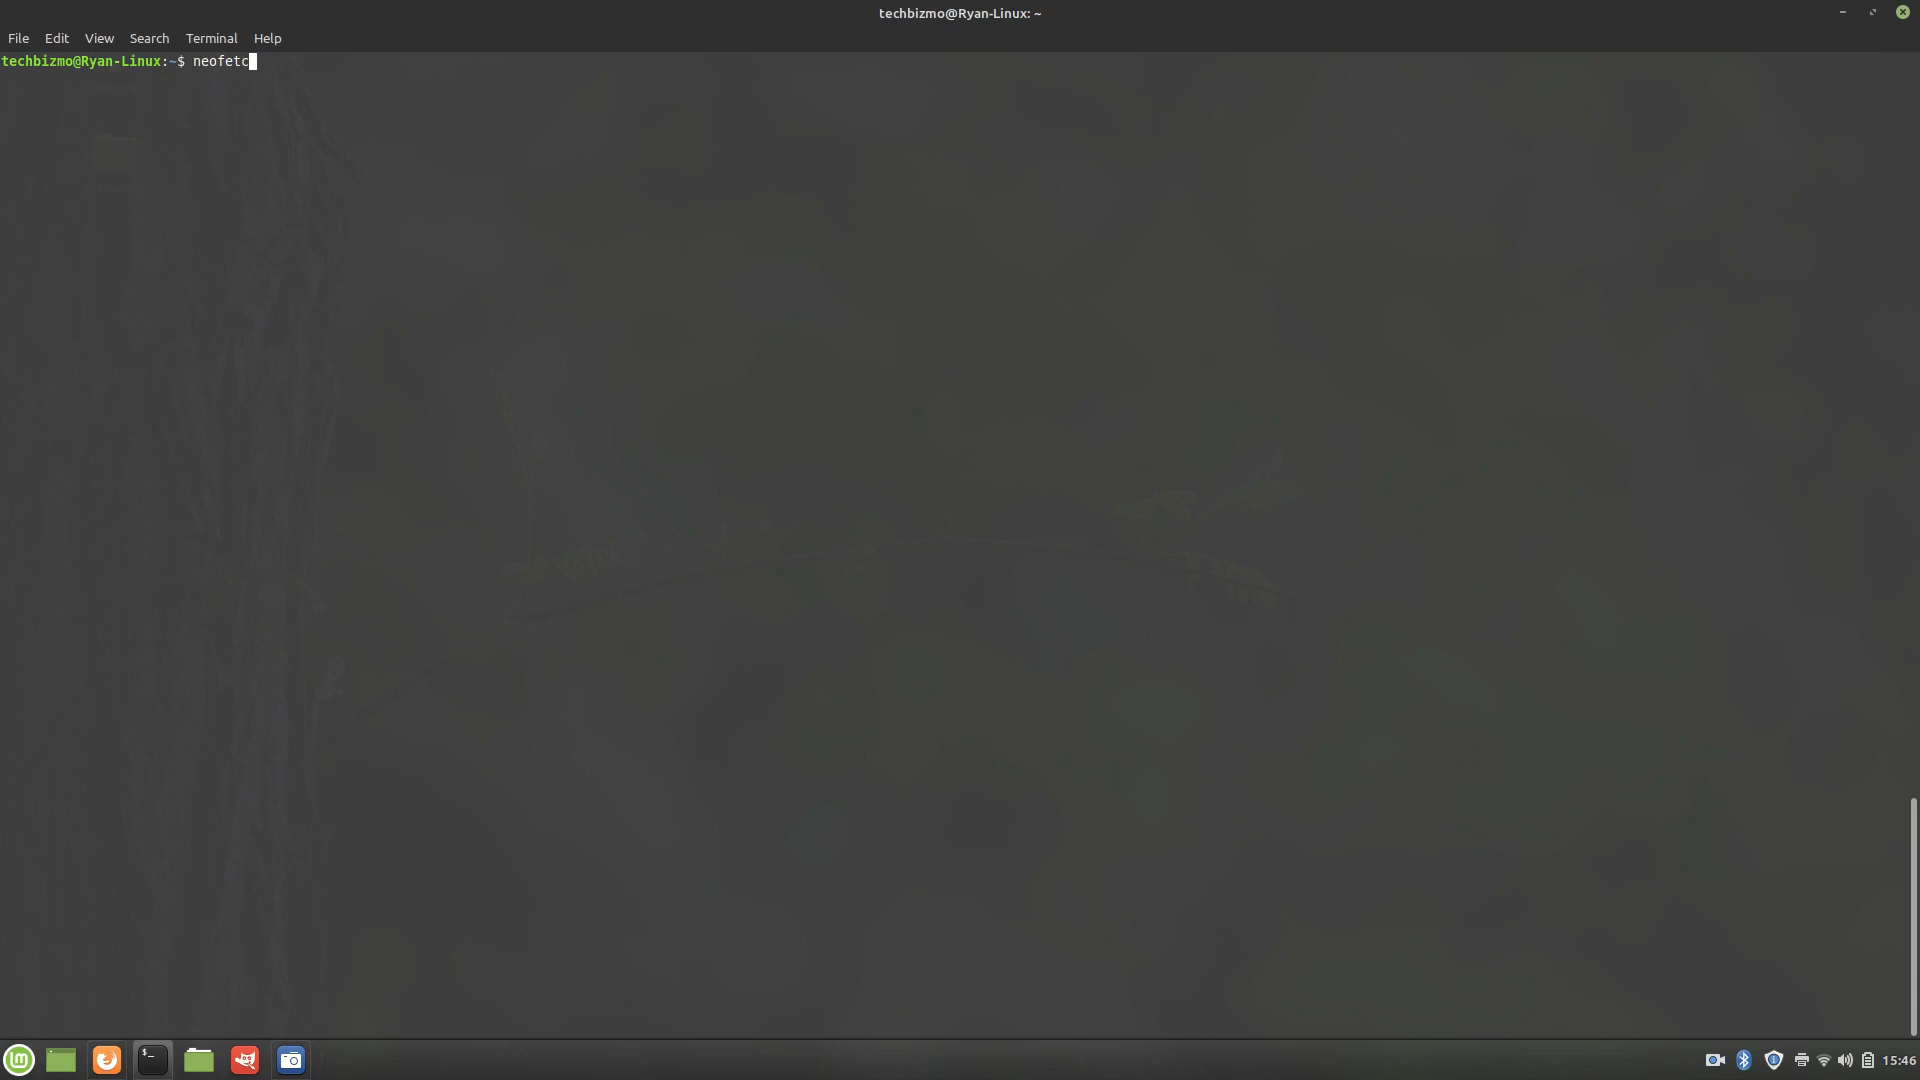 techbizmo@Ryan-Linux: ~
File Edit View Search Terminal Help
techbizmo@Ryan-Linux:~$ neofetc
15:46